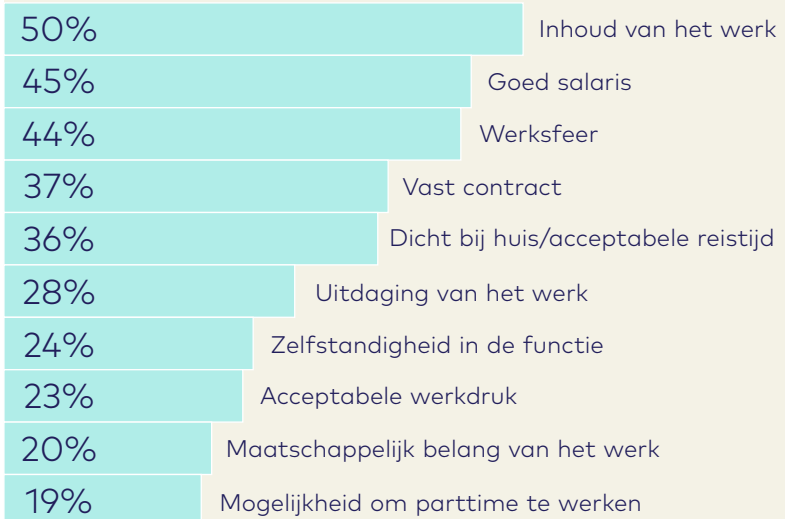 50% Inhoud van het werk
45% Goed salaris
44% Werksfeer
37% Vast contract
36% Dicht bij huis/acceptabele reistijd
28% Uitdaging van het werk
24% Zelfstandigheid in de functie
23% Acceptabele werkdruk
20% Maatschappelijk belang van het werk
19% Mogelijkheid om parttime te werken